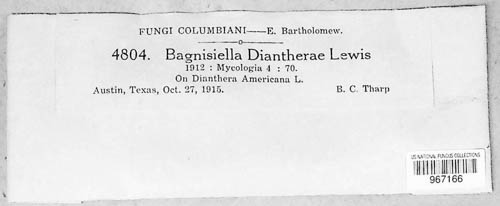 FUNGI COLUMBIANI—E. Bartholomew.
4804. Bagnisiella Diantherae Lewis
1912 : Mycologia 4 : 70.
On Dianthera Americana L.
Austin, Texas, Oct. 27, 1915. B. C. Tharp
US NATIONAL FUNGUS COLLECTIONS
967166